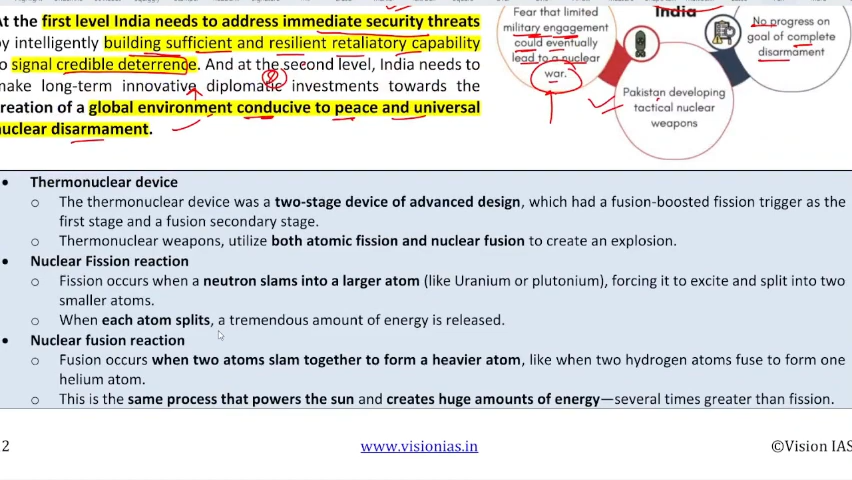 At the first level India needs to address immediate security threats
by intelligently building sufficient and resilient retaliatory capability
to signal credible deterrence. And at the second level, India needs to
make long-term innovative diplomatic investments towards the
creation of a global environment conducive to peace and universal
nuclear disarmament.
Fear that limited
military engagement
could eventually
lead to a nuclear
war.
India
No progress on
goal of complete
disarmament
Pakistan developing
tactical nuclear
weapons
• Thermonuclear device
o The thermonuclear device was a two-stage device of advanced design, which had a fusion-boosted fission trigger as the
first stage and a fusion secondary stage.
o Thermonuclear weapons, utilize both atomic fission and nuclear fusion to create an explosion.
• Nuclear Fission reaction
o Fission occurs when a neutron slams into a larger atom (like Uranium or plutonium), forcing it to excite and split into two
smaller atoms.
o When each atom splits, a tremendous amount of energy is released.
• Nuclear fusion reaction
o Fusion occurs when two atoms slam together to form a heavier atom, like when two hydrogen atoms fuse to form one
helium atom.
o This is the same process that powers the sun and creates huge amounts of energy—several times greater than fission.
2 www.visionias.in ©Vision IAS